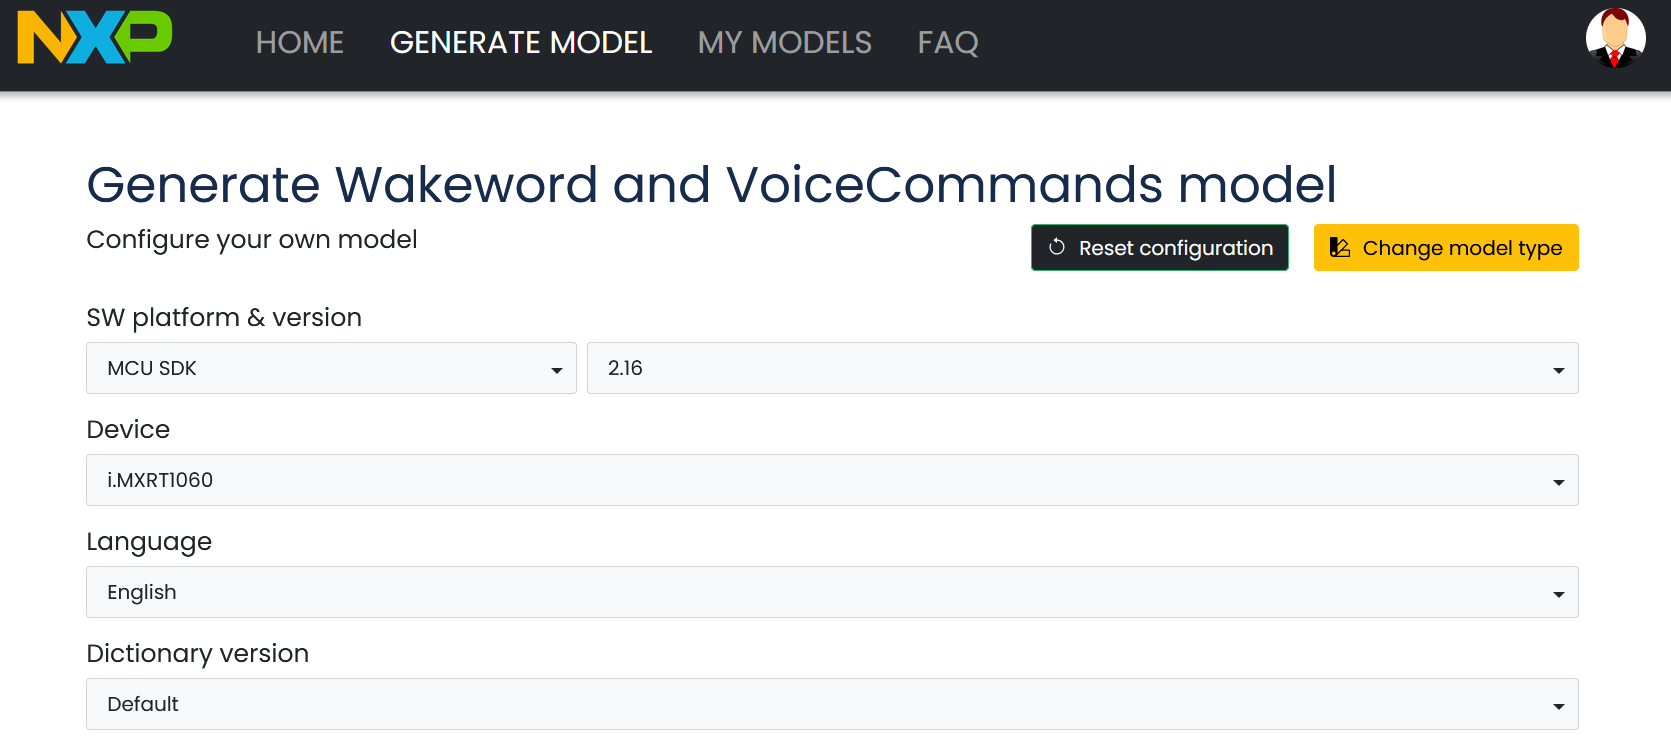 NXP HOME GENERATE MODEL MY MODELS FAQ
Generate Wakeword and VoiceCommands model
Configure your own model
Reset configuration Change model type
SW platform & version
MCU SDK 2.16
Device
i.MXRT1060
Language
English
Dictionary version
Default